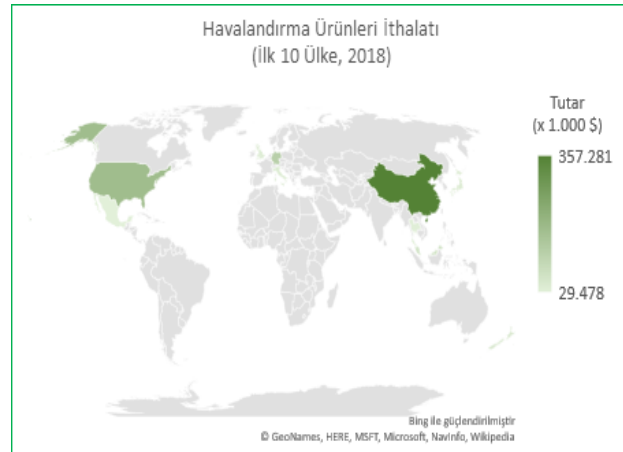 Havalandırma Ürünleri İthalatı
(İlk 10 Ülke, 2018)
Tutar
(x 1.000 $)
357.281
29.478
Bing ile güçlendirilmiştir
© GeoNames, HERE, MSFT, Microsoft, NavInfo, Wikipedia